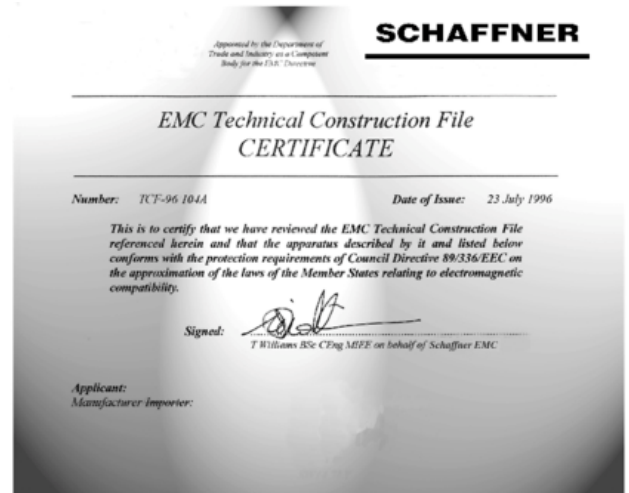 SCHAFFNER
Appointed by the Department of
Trade and Industry as a Competent
Body for the EMC Directive
EMC Technical Construction File
CERTIFICATE
Number: TCF-96 104A Date of Issue: 23 July 1996
This is to certify that we have reviewed the EMC Technical Construction File
referenced herein and that the apparatus described by it and listed below
conforms with the protection requirements of Council Directive 89/336/EEC on
the approximation of the laws of the Member States relating to electromagnetic
compatibility.
Signed:
T Williams BSc CEng MIEE on behalf of Schaffner EMC
Applicant:
Manufacturer Importer: